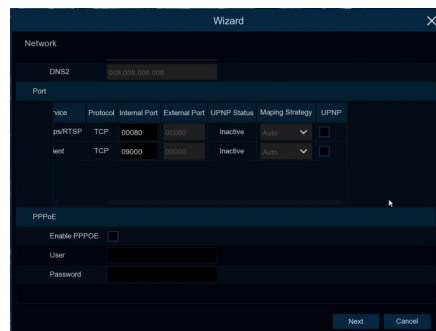 Wizard
Network
DNS2 008.008.008.008
Port
rvice Protocol Internal Port External Port UPNP Status Maping Strategy UPNP
ps/RTSP TCP 00080 00080 Inactive Auto
ient TCP 09000 09000 Inactive Auto
PPPoE
Enable PPPOE
User
Password
Next Cancel